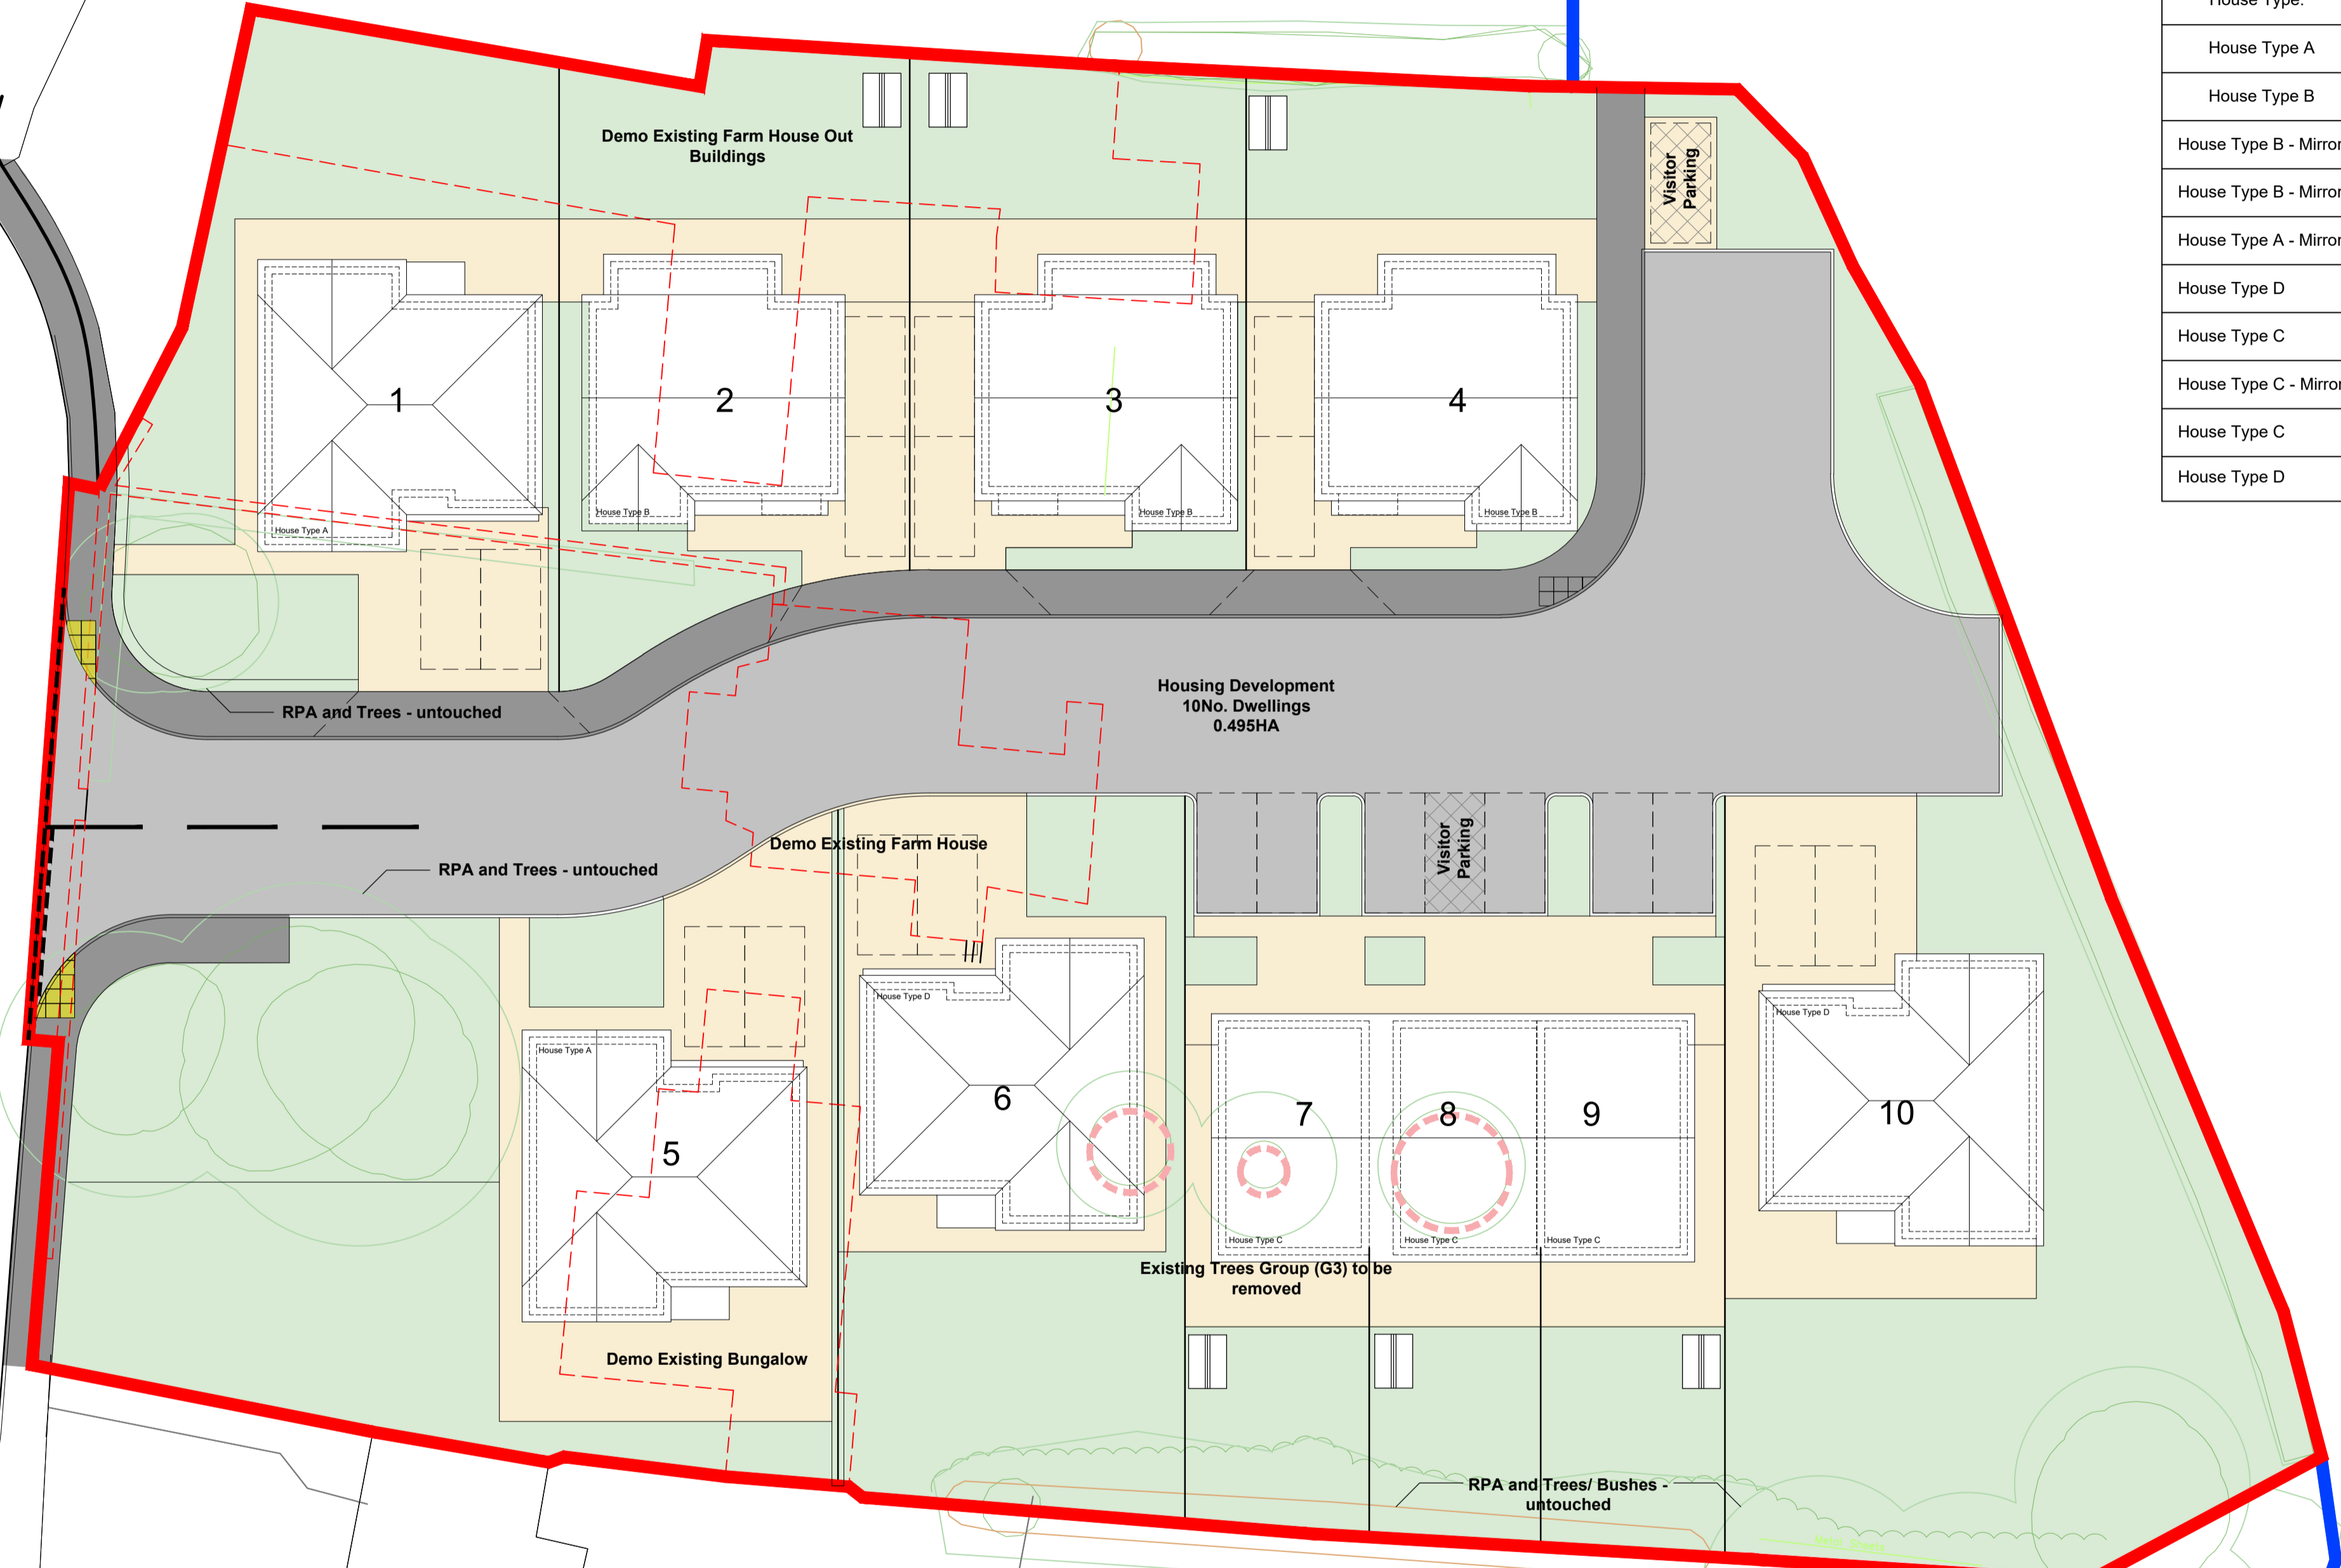 House Type:
House Type A
House Type B
House Type B - Mirror
House Type B - Mirror
House Type A - Mirror
House Type D
House Type C
House Type C - Mirror
House Type C
House Type D
Demo Existing Farm House Out
Buildings
Visitor
Parking
1
2
3
4
House Type A
House Type B
House Type B
House Type B
RPA and Trees - untouched
Housing Development
10No. Dwellings
0.495HA
Demo Existing Farm House
RPA and Trees - untouched
Visitor
Parking
House Type D
House Type D
House Type A
5
6
7
8
9
10
House Type C
House Type C
House Type C
Existing Trees Group (G3) to be
removed
Demo Existing Bungalow
RPA and Trees/ Bushes -
untouched